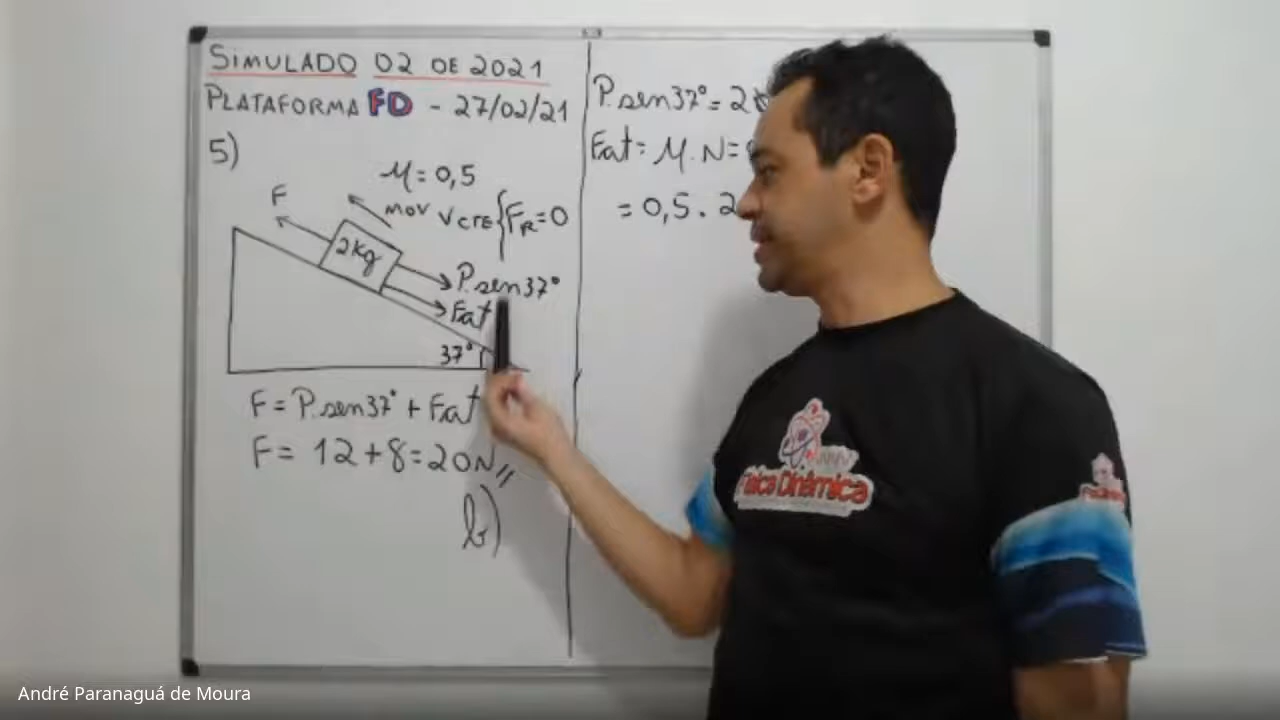 SIMULADO 02 DE 2021
PLATAFORMA FD - 27/02/21
5)
M = 0,5
F
MOV VCTE { FR = 0
2Kg
P.sen37°
Fat
37°
F = P.sen37° + Fat
F = 12 + 8 = 20N,,
b)
P.sen37° = 2
Fat = M.N =
= 0,5 . 2
Física Dinâmica
André Paranaguá de Moura